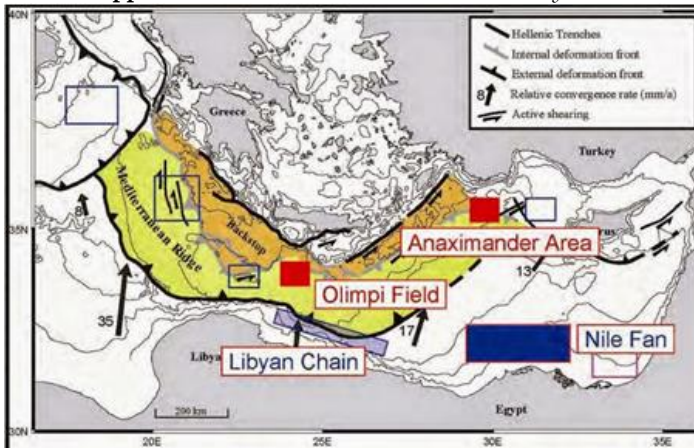 40N
Hellenic Trenches
Internal deformation front
External deformation front
8 Relative convergence rate (mm/a)
Active shearing
Greece
Turkey
Mediterranean Ridge
Backstop
8
35N
Anaximander Area
rus
13
Olimpi Field
35
17
Nile Fan
Libya
Libyan Chain
200 km
Egypt
30N
20E
25E
30E
35E